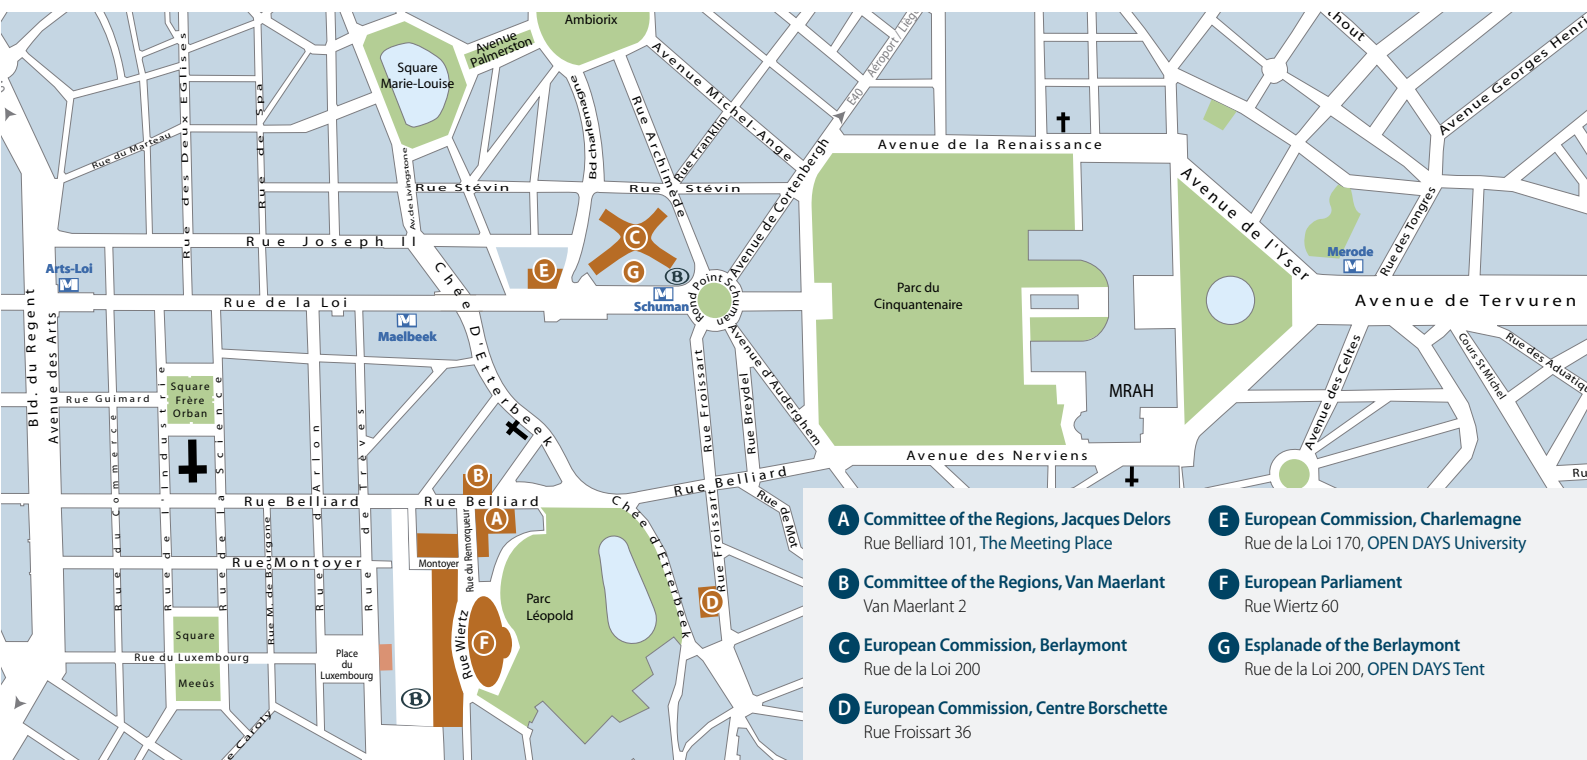 Ambiorix
Avenue
Palmerston
Square
Marie-Louise
Aéroport / Liège
E40
Avenue Georges Henri
Avenue Michel-Ange
Rue des Deux EGlises
Rue de Spa
Rue du Marteau
Bd charlemagne
Rue Archimède
Rue Franklin
Avenue de la Renaissance
Av.de Livingstone
Rue Stévin
Rue Stévin
Avenue de Cortenbergh
Avenue de l'Yser
Rue des Tongres
Rue Joseph II
Arts-Loi
M
C
E
G
B
M
Schuman
Rond Point Schuman
Merode
M
Parc du
Cinquantenaire
Rue de la Loi
M
Maelbeek
Chée D'Etterbeek
Avenue de Tervuren
Bld. du Regent
Avenue des Arts
Rue Froissart
Rue Breydel
Avenue d'Auderghem
Avenue des Celtes
Cours St Michel
Rue des Aduatiq
MRAH
Square
Frère
Orban
Rue Guimard
Rue du Commerce
Rue de l'Industrie
Rue de la Science
Rue d'Arlon
Rue de Trèves
Avenue des Nerviens
B
Rue Belliard
Rue Belliard
Rue Belliard
A
Rue de Mot
Rue Froissart
Chée d'Etterbeek
Rue Montoyer
Montoyer
Rue du Remorqueur
Rue M. de Bourgogne
Parc
Léopold
D
F
Rue Wiertz
Square
Rue du Luxembourg
Meeûs
Place
du
Luxembourg
B
e Caroly
Ru
A Committee of the Regions, Jacques Delors
Rue Belliard 101, The Meeting Place
B Committee of the Regions, Van Maerlant
Van Maerlant 2
C European Commission, Berlaymont
Rue de la Loi 200
D European Commission, Centre Borschette
Rue Froissart 36
E European Commission, Charlemagne
Rue de la Loi 170, OPEN DAYS University
F European Parliament
Rue Wiertz 60
G Esplanade of the Berlaymont
Rue de la Loi 200, OPEN DAYS Tent